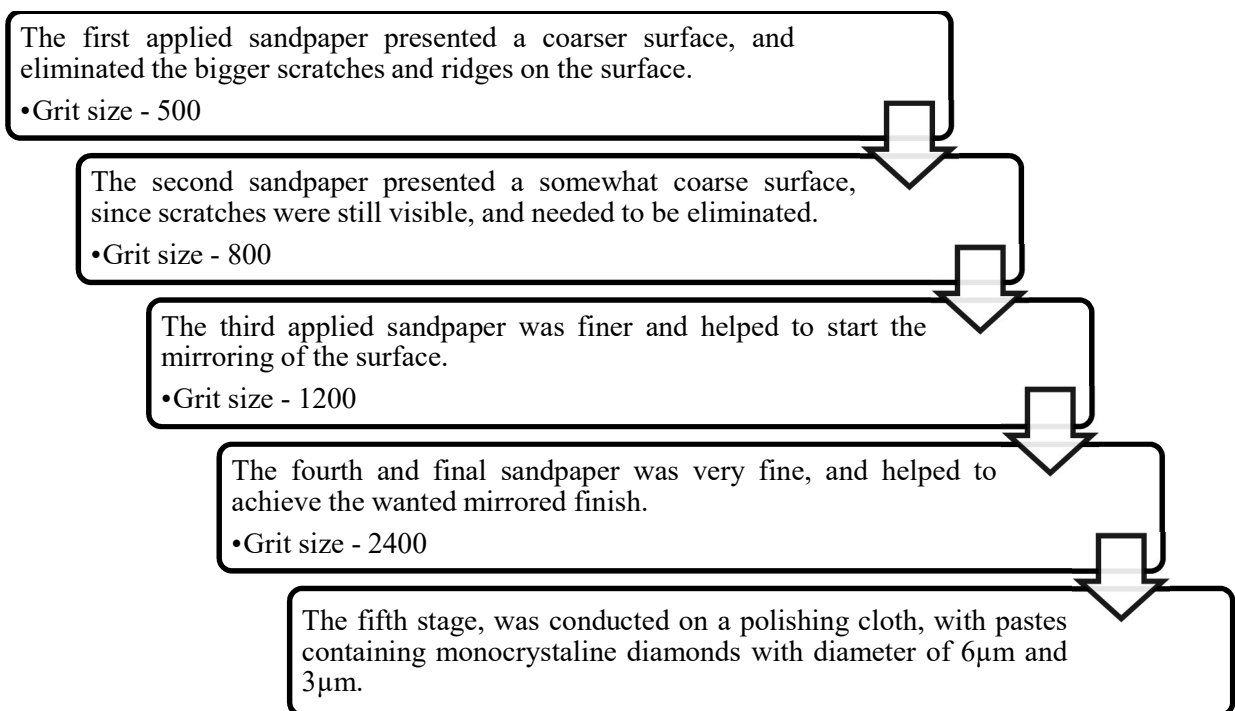 The first applied sandpaper presented a coarser surface, and
eliminated the bigger scratches and ridges on the surface.
•Grit size - 500
The second sandpaper presented a somewhat coarse surface,
since scratches were still visible, and needed to be eliminated.
•Grit size - 800
The third applied sandpaper was finer and helped to start the
mirroring of the surface.
•Grit size - 1200
The fourth and final sandpaper was very fine, and helped to
achieve the wanted mirrored finish.
•Grit size - 2400
The fifth stage, was conducted on a polishing cloth, with pastes
containing monocrystaline diamonds with diameter of 6µm and
3µm.